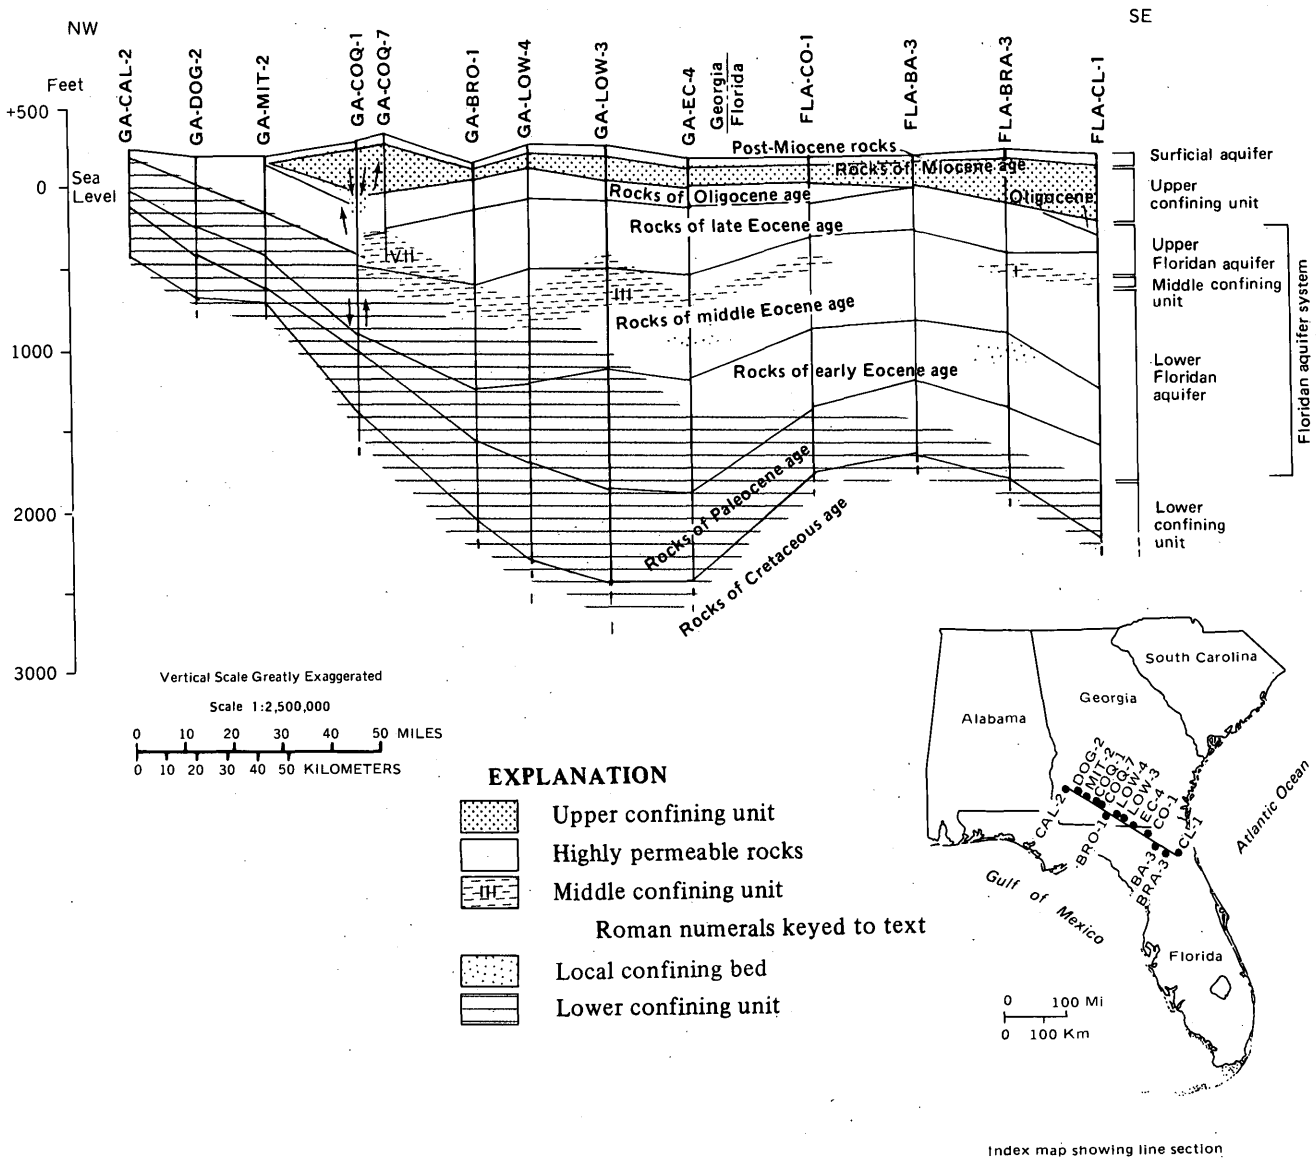 NW
SE
GA-CAL-2
GA-DOG-2
GA-MIT-2
GA-COQ-1
GA-COQ-7
GA-BRO-1
GA-LOW-4
GA-LOW-3
GA-EC-4
Georgia
Florida
FLA-CO-1
FLA-BA-3
FLA-BRA-3
FLA-CL-1
Feet
+500
0
Sea
Level
1000
2000
3000
Post-Miocene rocks
Rocks of Miocene age
Rocks of Oligocene age
Oligocene
Rocks of late Eocene age
VII
III
I
Rocks of middle Eocene age
Rocks of early Eocene age
Rocks of Paleocene age
Rocks of Cretaceous age
Surficial aquifer
Upper
confining unit
Upper
Floridan aquifer
Middle confining
unit
Lower
Floridan
aquifer
Lower
confining
unit
Floridan aquifer system
Vertical Scale Greatly Exaggerated
Scale 1:2,500,000
0 10 20 30 40 50 MILES
0 10 20 30 40 50 KILOMETERS
EXPLANATION
Upper confining unit
Highly permeable rocks
III Middle confining unit
Roman numerals keyed to text
Local confining bed
Lower confining unit
South Carolina
Georgia
Alabama
DOG-2
MIT-2
COQ-1
COQ-7
LOW-4
LOW-3
EC-4
CO-1
CL-1
CAL-2
BRO-1
BA-3
BRA-3
Atlantic Ocean
Gulf of Mexico
Florida
0 100 Mi
0 100 Km
Index map showing line section